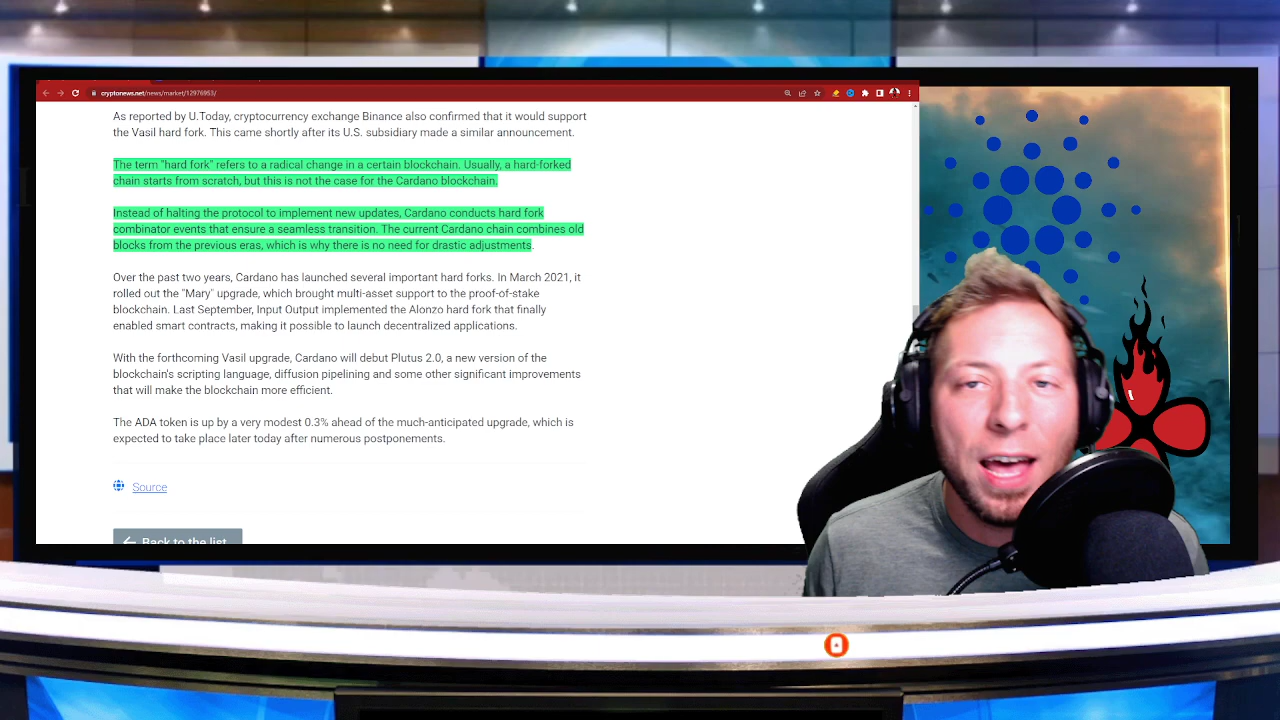 cryptonews.net/news/market/12976953/
As reported by U.Today, cryptocurrency exchange Binance also confirmed that it would support
the Vasil hard fork. This came shortly after its U.S. subsidiary made a similar announcement.
The term "hard fork" refers to a radical change in a certain blockchain. Usually, a hard-forked
chain starts from scratch, but this is not the case for the Cardano blockchain.
Instead of halting the protocol to implement new updates, Cardano conducts hard fork
combinator events that ensure a seamless transition. The current Cardano chain combines old
blocks from the previous eras, which is why there is no need for drastic adjustments.
Over the past two years, Cardano has launched several important hard forks. In March 2021, it
rolled out the "Mary" upgrade, which brought multi-asset support to the proof-of-stake
blockchain. Last September, Input Output implemented the Alonzo hard fork that finally
enabled smart contracts, making it possible to launch decentralized applications.
With the forthcoming Vasil upgrade, Cardano will debut Plutus 2.0, a new version of the
blockchain's scripting language, diffusion pipelining and some other significant improvements
that will make the blockchain more efficient.
The ADA token is up by a very modest 0.3% ahead of the much-anticipated upgrade, which is
expected to take place later today after numerous postponements.
Source
Back to the list